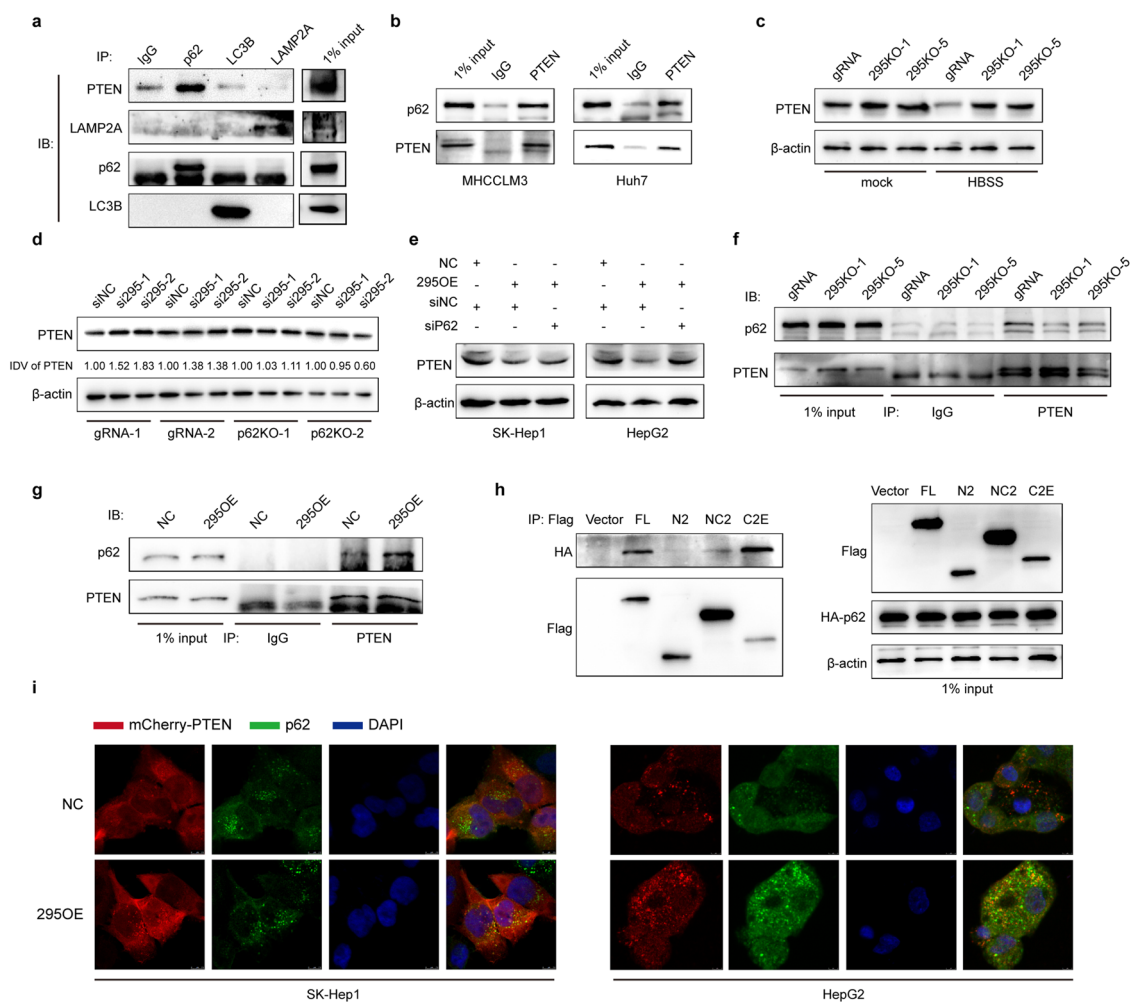 a
IP: IgG p62 LC3B LAMP2A 1% input
PTEN
LAMP2A
IB:
p62
LC3B
b
1% input IgG PTEN 1% input IgG PTEN
p62
PTEN
MHCCLM3 Huh7
c
gRNA 295KO-1 295KO-5 gRNA 295KO-1 295KO-5
PTEN
β-actin
mock HBSS
d
siNC si295-1 si295-2 siNC si295-1 si295-2 siNC si295-1 si295-2 siNC si295-1 si295-2
PTEN
IDV of PTEN 1.00 1.52 1.83 1.00 1.38 1.38 1.00 1.03 1.11 1.00 0.95 0.60
β-actin
gRNA-1 gRNA-2 p62KO-1 p62KO-2
e
NC + - - + - -
295OE - + + - + +
siNC + + - + + -
siP62 - - + - - +
PTEN
β-actin
SK-Hep1 HepG2
f
IB: gRNA 295KO-1 295KO-5 gRNA 295KO-1 295KO-5 gRNA 295KO-1 295KO-5
p62
PTEN
1% input IP: IgG PTEN
g
IB: NC 295OE NC 295OE NC 295OE
p62
PTEN
1% input IP: IgG PTEN
h
IP: Flag Vector FL N2 NC2 C2E
HA
Flag
Vector FL N2 NC2 C2E
Flag
HA-p62
β-actin
1% input
i
mCherry-PTEN p62 DAPI
NC
295OE
SK-Hep1 HepG2